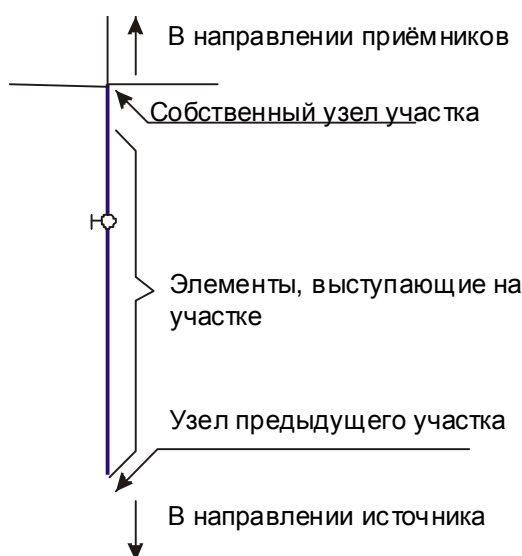 В направлении приёмников
Собственный узел участка
Элементы, выступающие на
участке
Узел предыдущего участка
В направлении источника